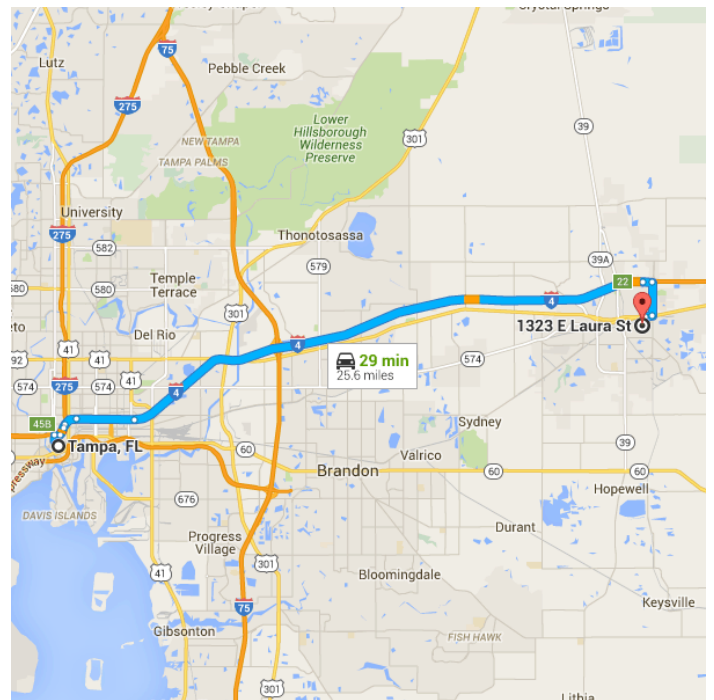 Crystal Springs
75
Lutz
Pebble Creek
275
Lower
Hillsborough
Wilderness
Preserve
39
301
NEW TAMPA
TAMPA PALMS
University
275
Thonotosassa
582
579
39A
580
580
Temple
Terrace
22
4
301
Del Rio
1323 E Laura St
41
41
4
92
574
29 min
25.6 miles
574
275
574
4
Sydney
45B
Tampa, FL
60
Valrico
39
Brandon
60
60
Hopewell
676
DAVIS ISLANDS
Durant
Progress
Village
41
301
Bloomingdale
Keysville
75
Gibsonton
FISH HAWK
301
Lithia